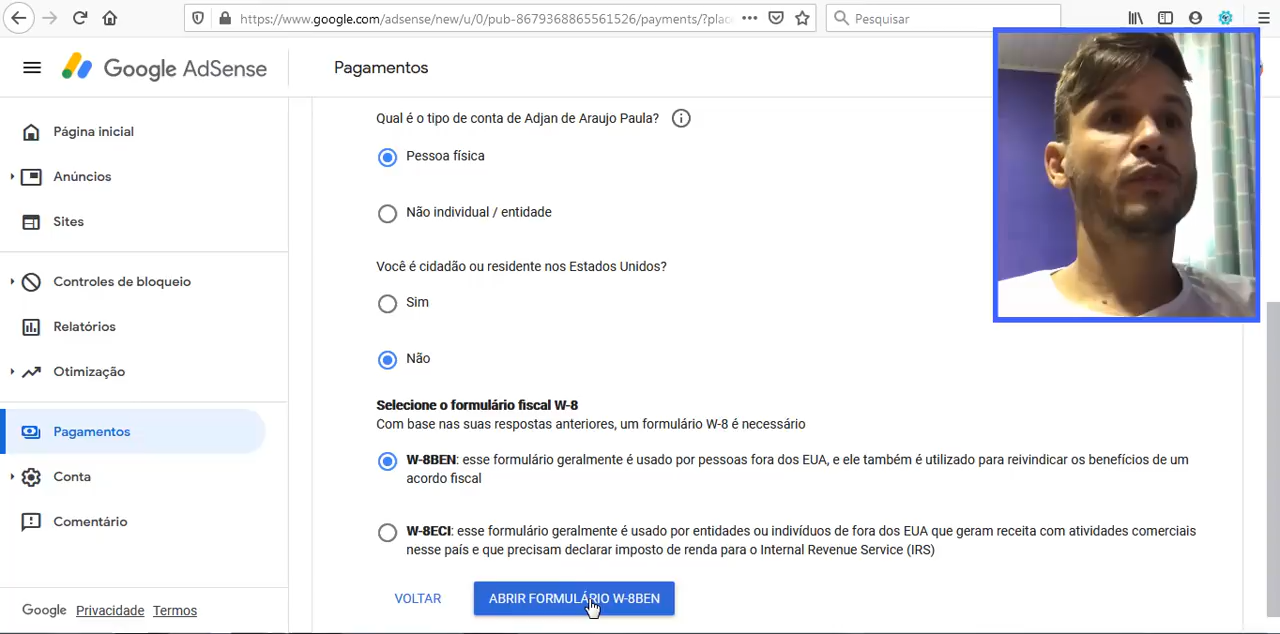 https://www.google.com/adsense/new/u/0/pub-8679368865561526/payments/?plac
Pesquisar
Google AdSense
Pagamentos
Página inicial
Anúncios
Sites
Controles de bloqueio
Relatórios
Otimização
Pagamentos
Conta
Comentário
Google Privacidade Termos
Qual é o tipo de conta de Adjan de Araujo Paula?
Pessoa física
Não individual / entidade
Você é cidadão ou residente nos Estados Unidos?
Sim
Não
Selecione o formulário fiscal W-8
Com base nas suas respostas anteriores, um formulário W-8 é necessário
W-8BEN: esse formulário geralmente é usado por pessoas fora dos EUA, e ele também é utilizado para reivindicar os benefícios de um
acordo fiscal
W-8ECI: esse formulário geralmente é usado por entidades ou indivíduos de fora dos EUA que geram receita com atividades comerciais
nesse país e que precisam declarar imposto de renda para o Internal Revenue Service (IRS)
VOLTAR
ABRIR FORMULÁRIO W-8BEN